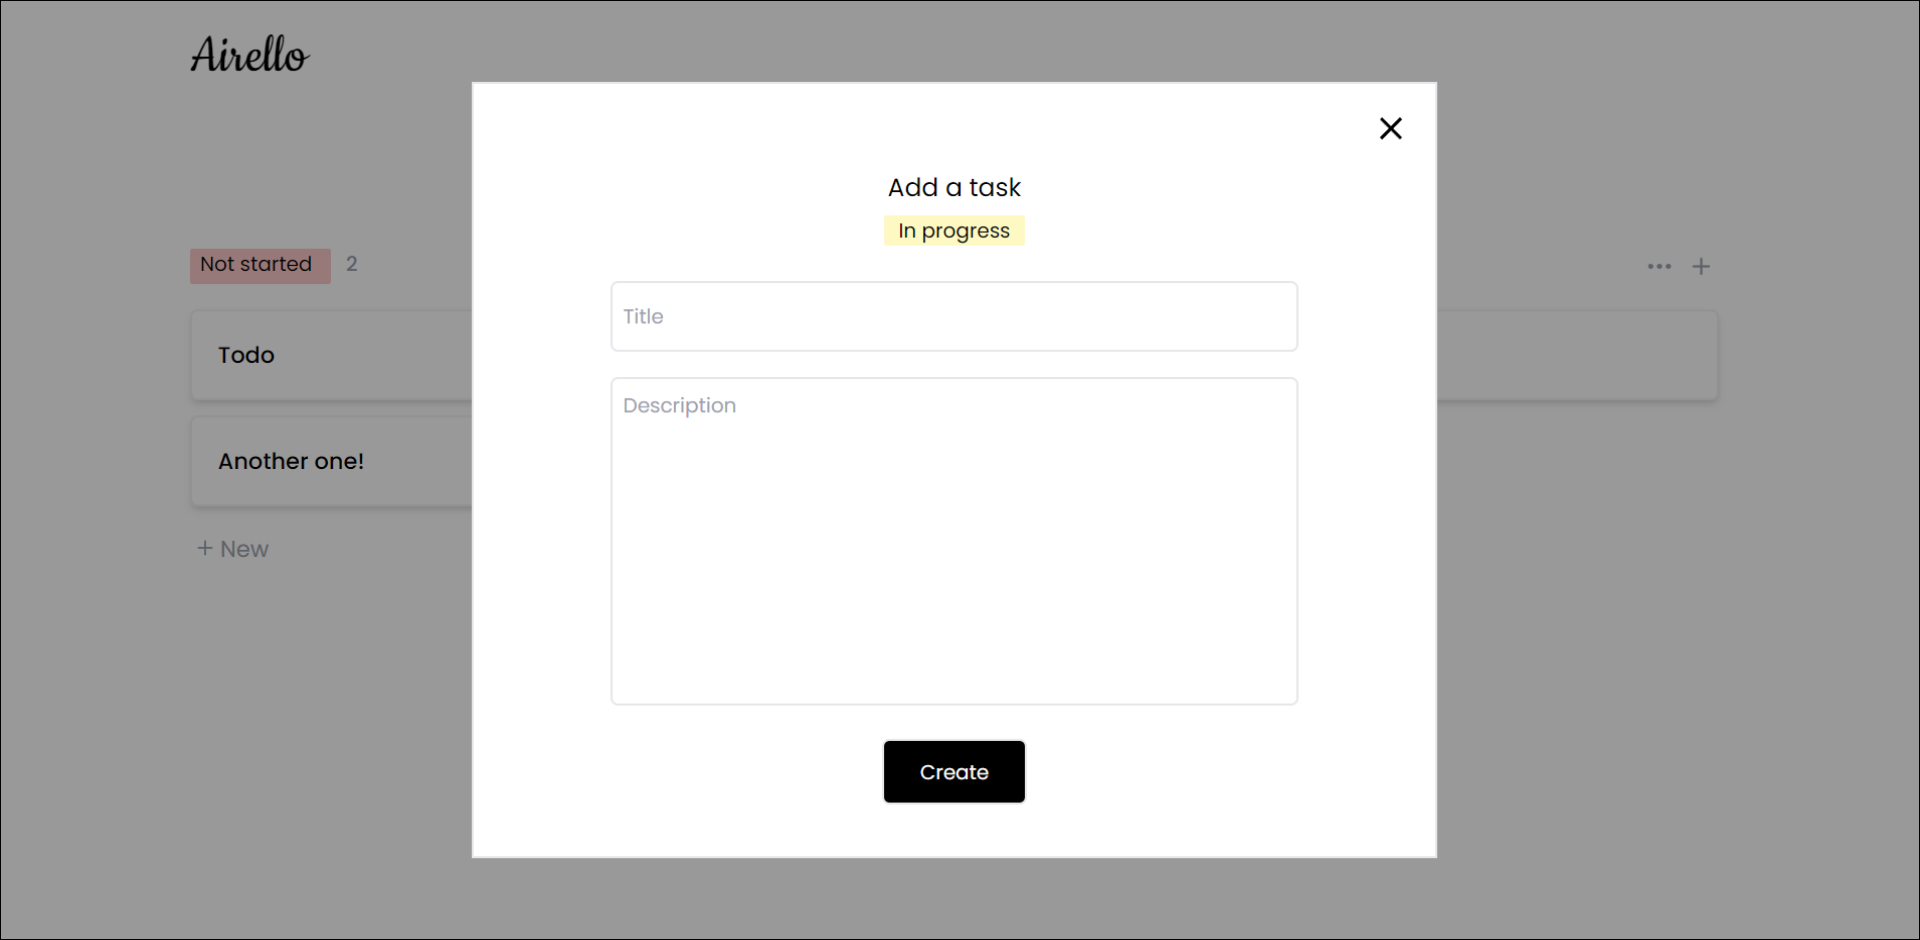 Airello
Add a task
In progress
Not started 2
Title
Todo
Description
Another one!
+ New
Create